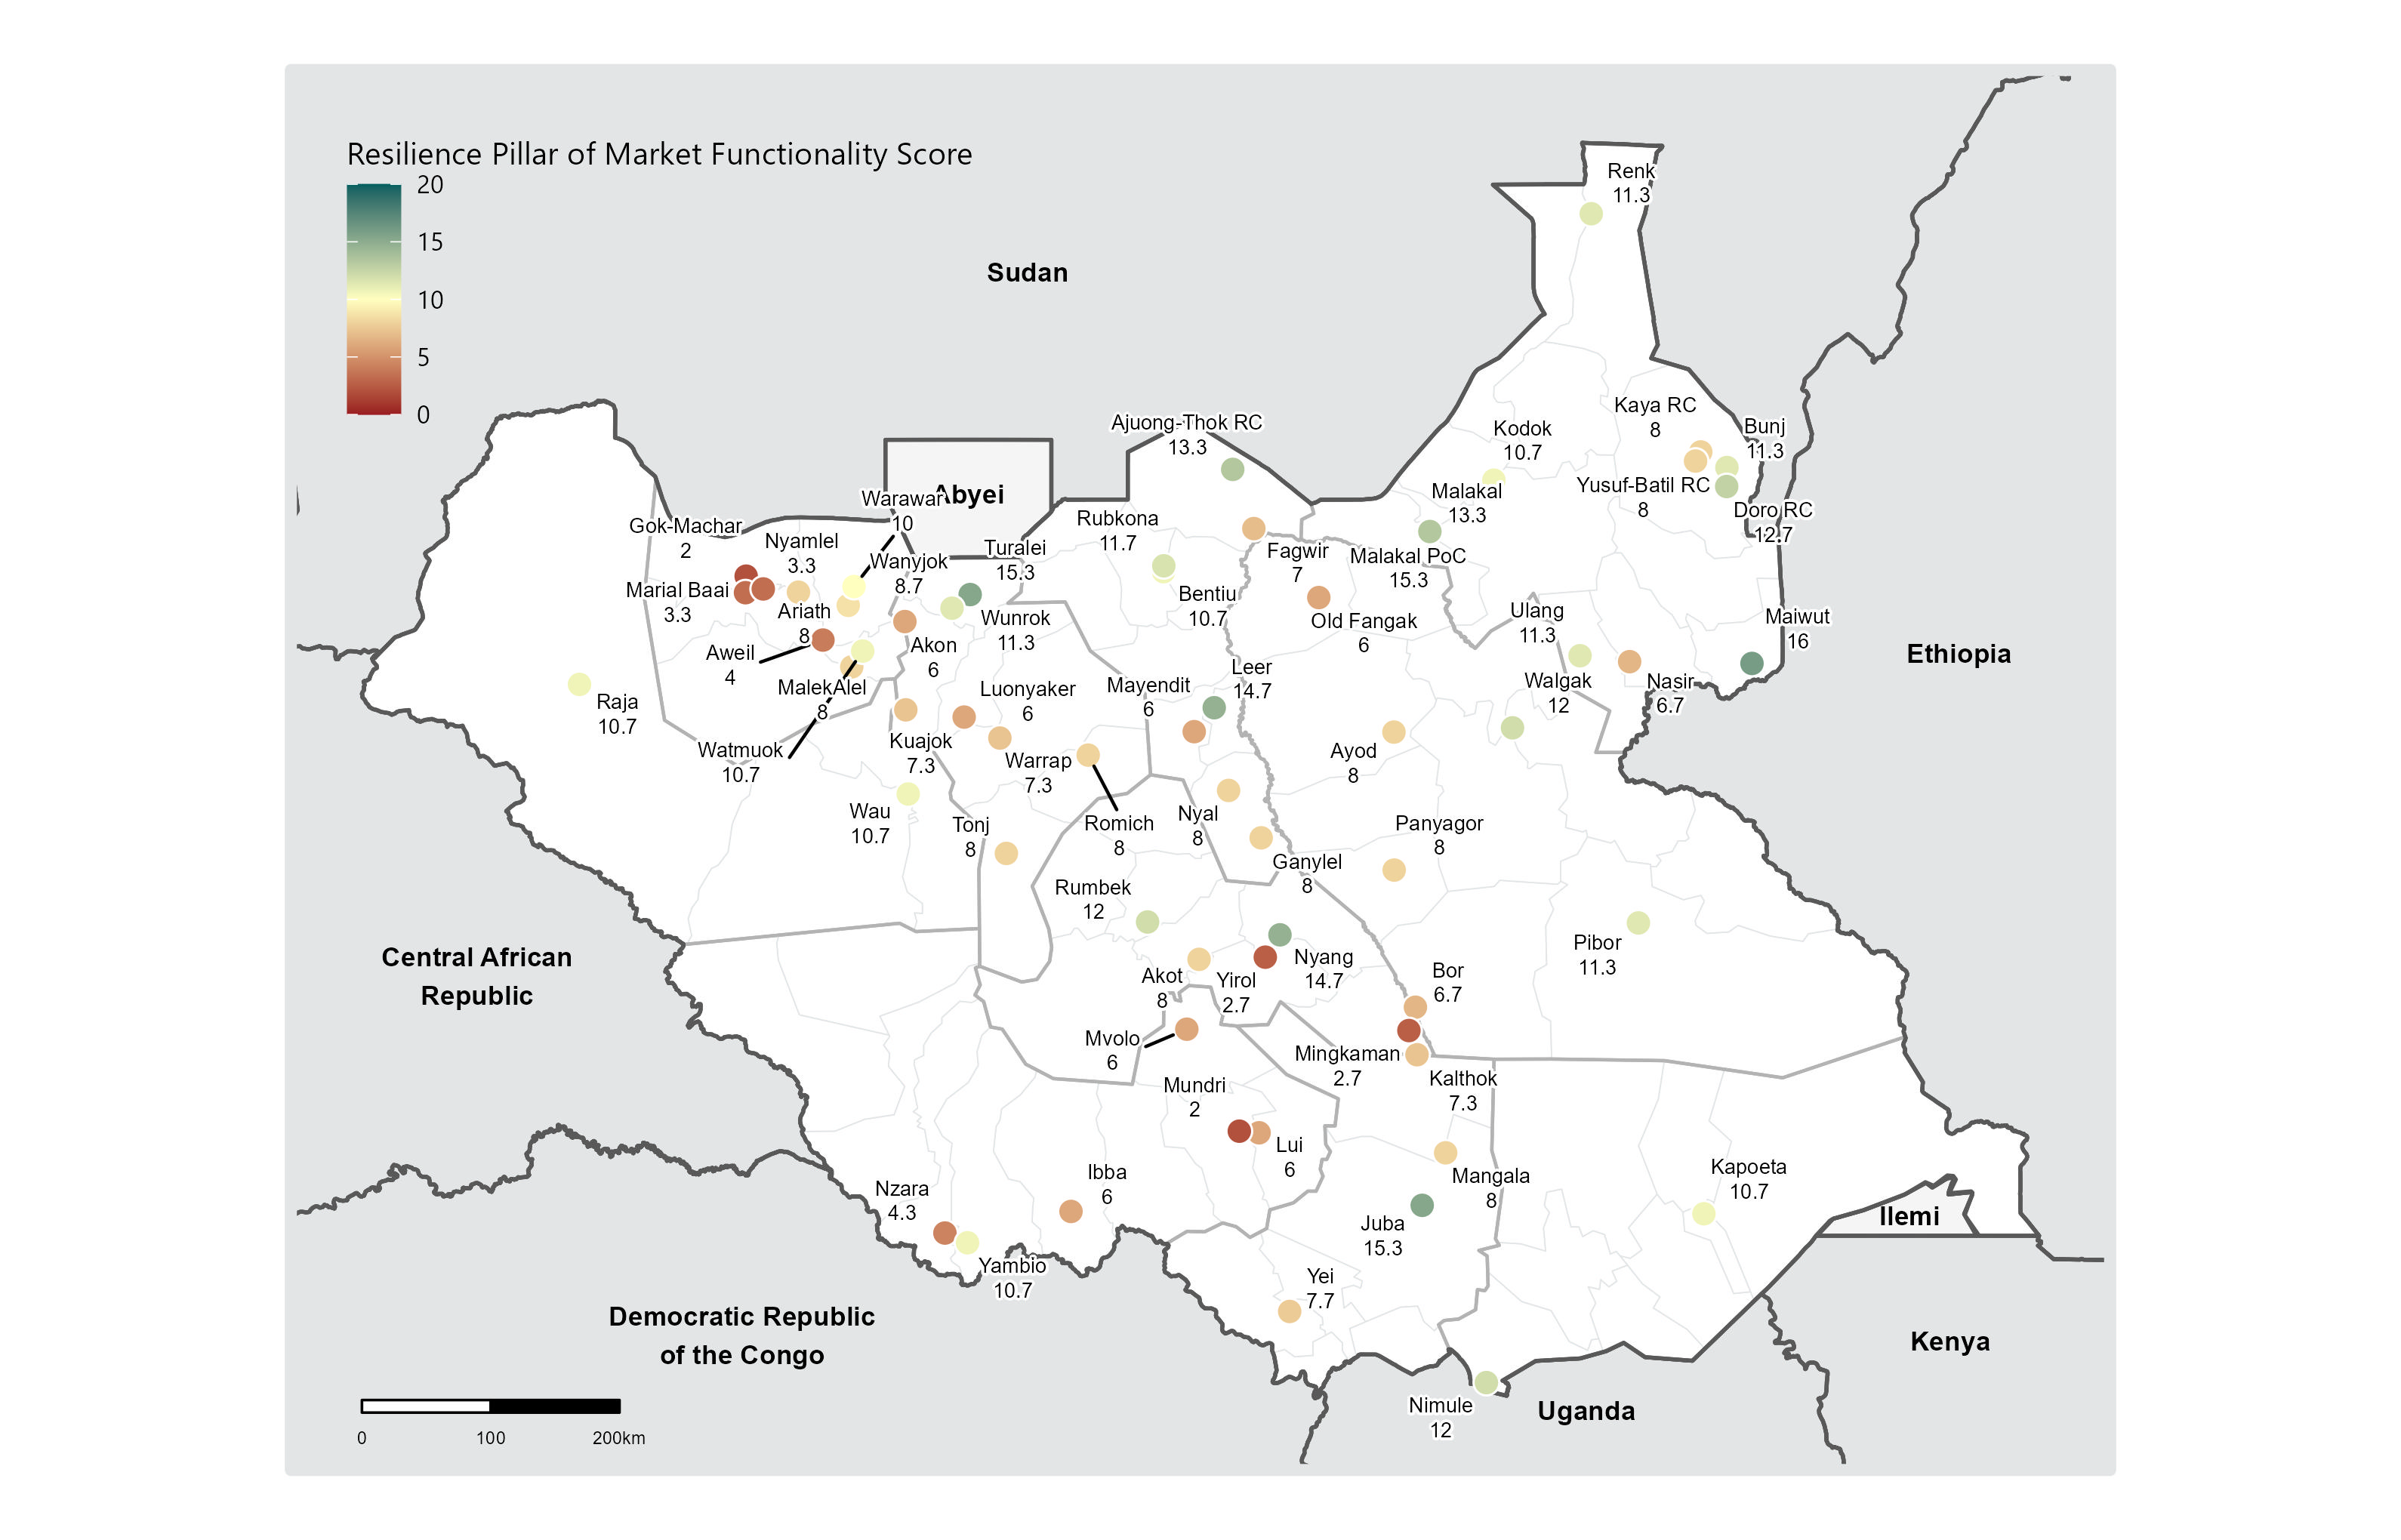 Resilience Pillar of Market Functionality Score
20
15
10
5
0
Sudan
Abyei
Central African
Republic
Democratic Republic
of the Congo
Ethiopia
Ilemi
Kenya
Uganda
Renk
11.3
Kaya RC
8
Bunj
11.3
Kodok
10.7
Yusuf-Batil RC
8
Doro RC
12.7
Ajuong-Thok RC
13.3
Malakal
13.3
Malakal PoC
15.3
Rubkona
11.7
Bentiu
10.7
Fagwir
7
Old Fangak
6
Warawar
10
Gok-Machar
2
Nyamlel
3.3
Wanyjok
8.7
Turalei
15.3
Marial Baai
3.3
Ariath
8
Wunrok
11.3
Aweil
4
Akon
6
MalekAlel
8
Watmuok
10.7
Raja
10.7
Luonyaker
6
Kuajok
7.3
Warrap
7.3
Mayendit
6
Leer
14.7
Ulang
11.3
Maiwut
16
Walgak
12
Nasir
6.7
Ayod
8
Wau
10.7
Tonj
8
Romich
8
Nyal
8
Panyagor
8
Ganylel
8
Rumbek
12
Akot
8
Yirol
2.7
Nyang
14.7
Bor
6.7
Pibor
11.3
Mvolo
6
Mingkaman
2.7
Kalthok
7.3
Mundri
2
Lui
6
Mangala
8
Kapoeta
10.7
Nzara
4.3
Ibba
6
Juba
15.3
Yambio
10.7
Yei
7.7
Nimule
12
0 100 200km